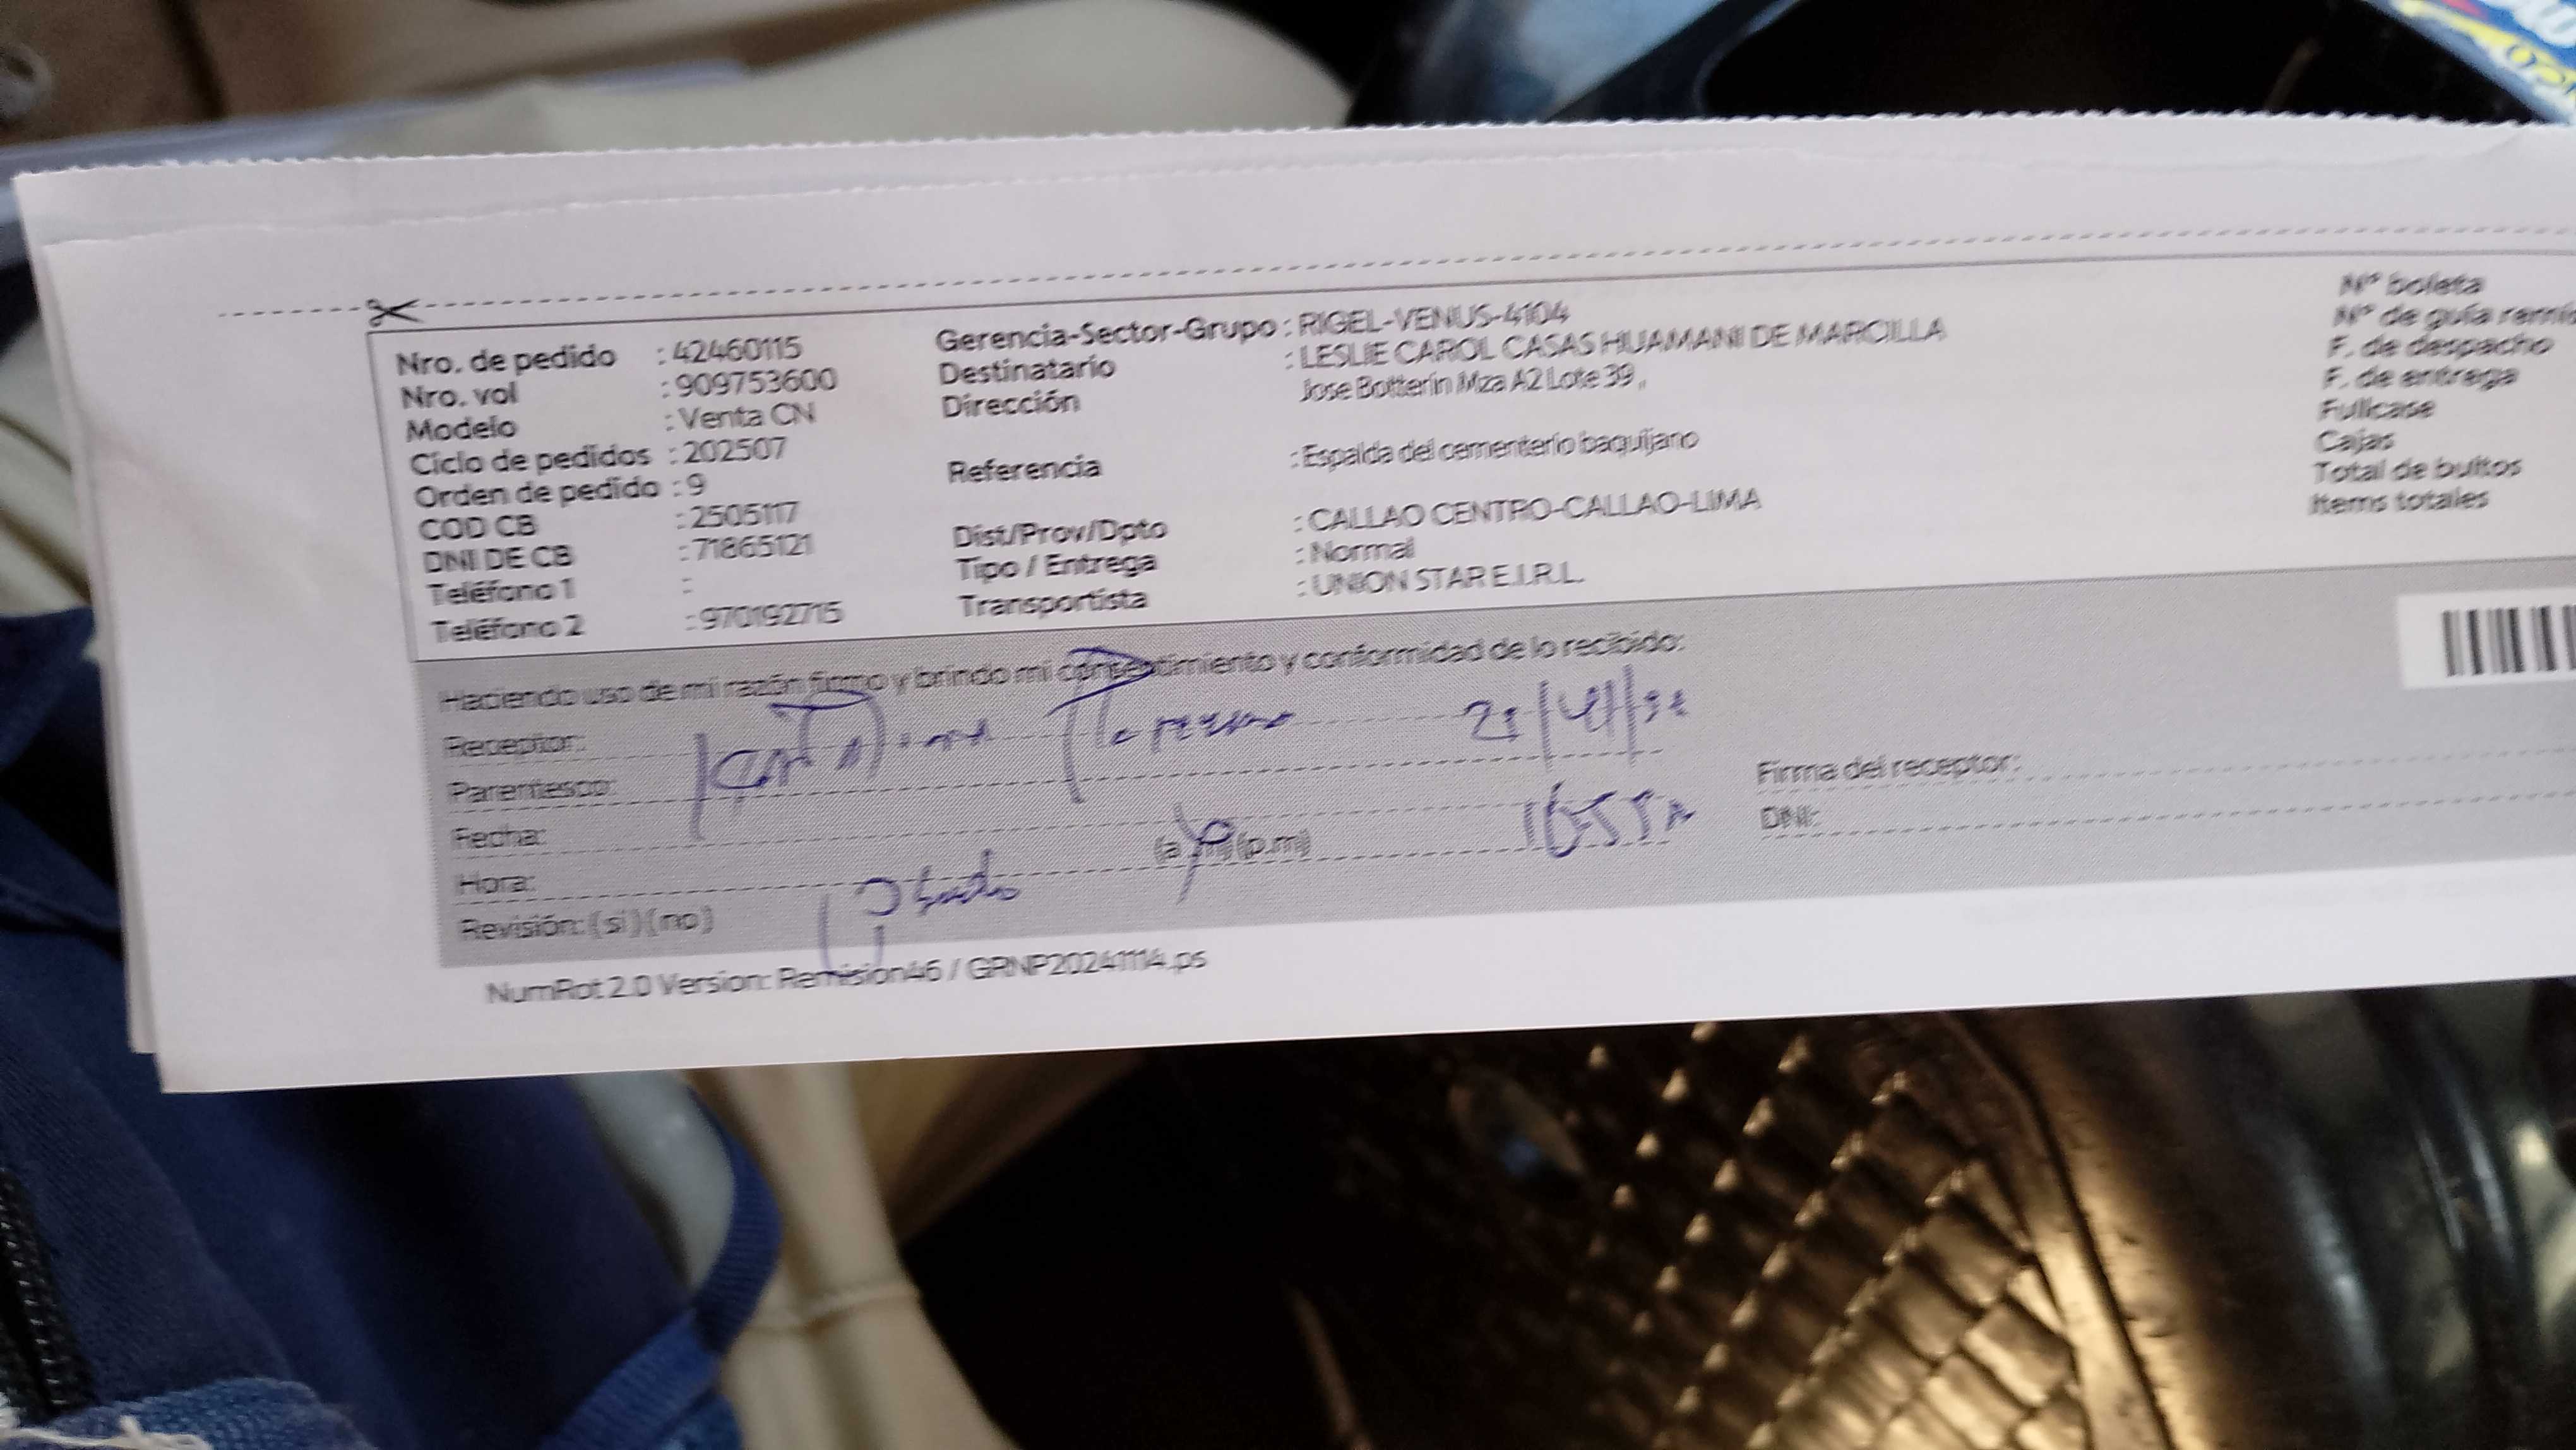 Nro. de pedido : 42460115
Nro. vol : 909753600
Modelo : Venta CN
Ciclo de pedidos : 202507
Orden de pedido : 9
COD CB : 2505117
DNI DE CB : 71865121
Teléfono 1 :
Teléfono 2 : 970192715
Gerencia-Sector-Grupo : RIGEL-VENUS-4104
Destinatario : LESLIE CAROL CASAS HUAMANI DE MARCILLA
Dirección Jose Botterin Mza A2 Lote 39 ,
Referencia : Espalda del cementerio baquijano
Dist/Prov/Dpto : CALLAO CENTRO-CALLAO-LIMA
Tipo / Entrega : Normal
Transportista : UNION STAR E.I.R.L.
N° boleta
N° de guía remis
F. de despacho
F. de entrega
Fullcase
Cajas
Total de bultos
Items totales
Haciendo uso de mi razón firmo y brindo mi consentimiento y conformidad de lo recibido:
Receptor:
Parentesco:
Fecha:
Hora: (a.m) (p.m)
Revisión: (si) (no)
Firma del receptor:
DNI:
NumRot 2.0 Version: Remision46 / GRNP20241114.ps